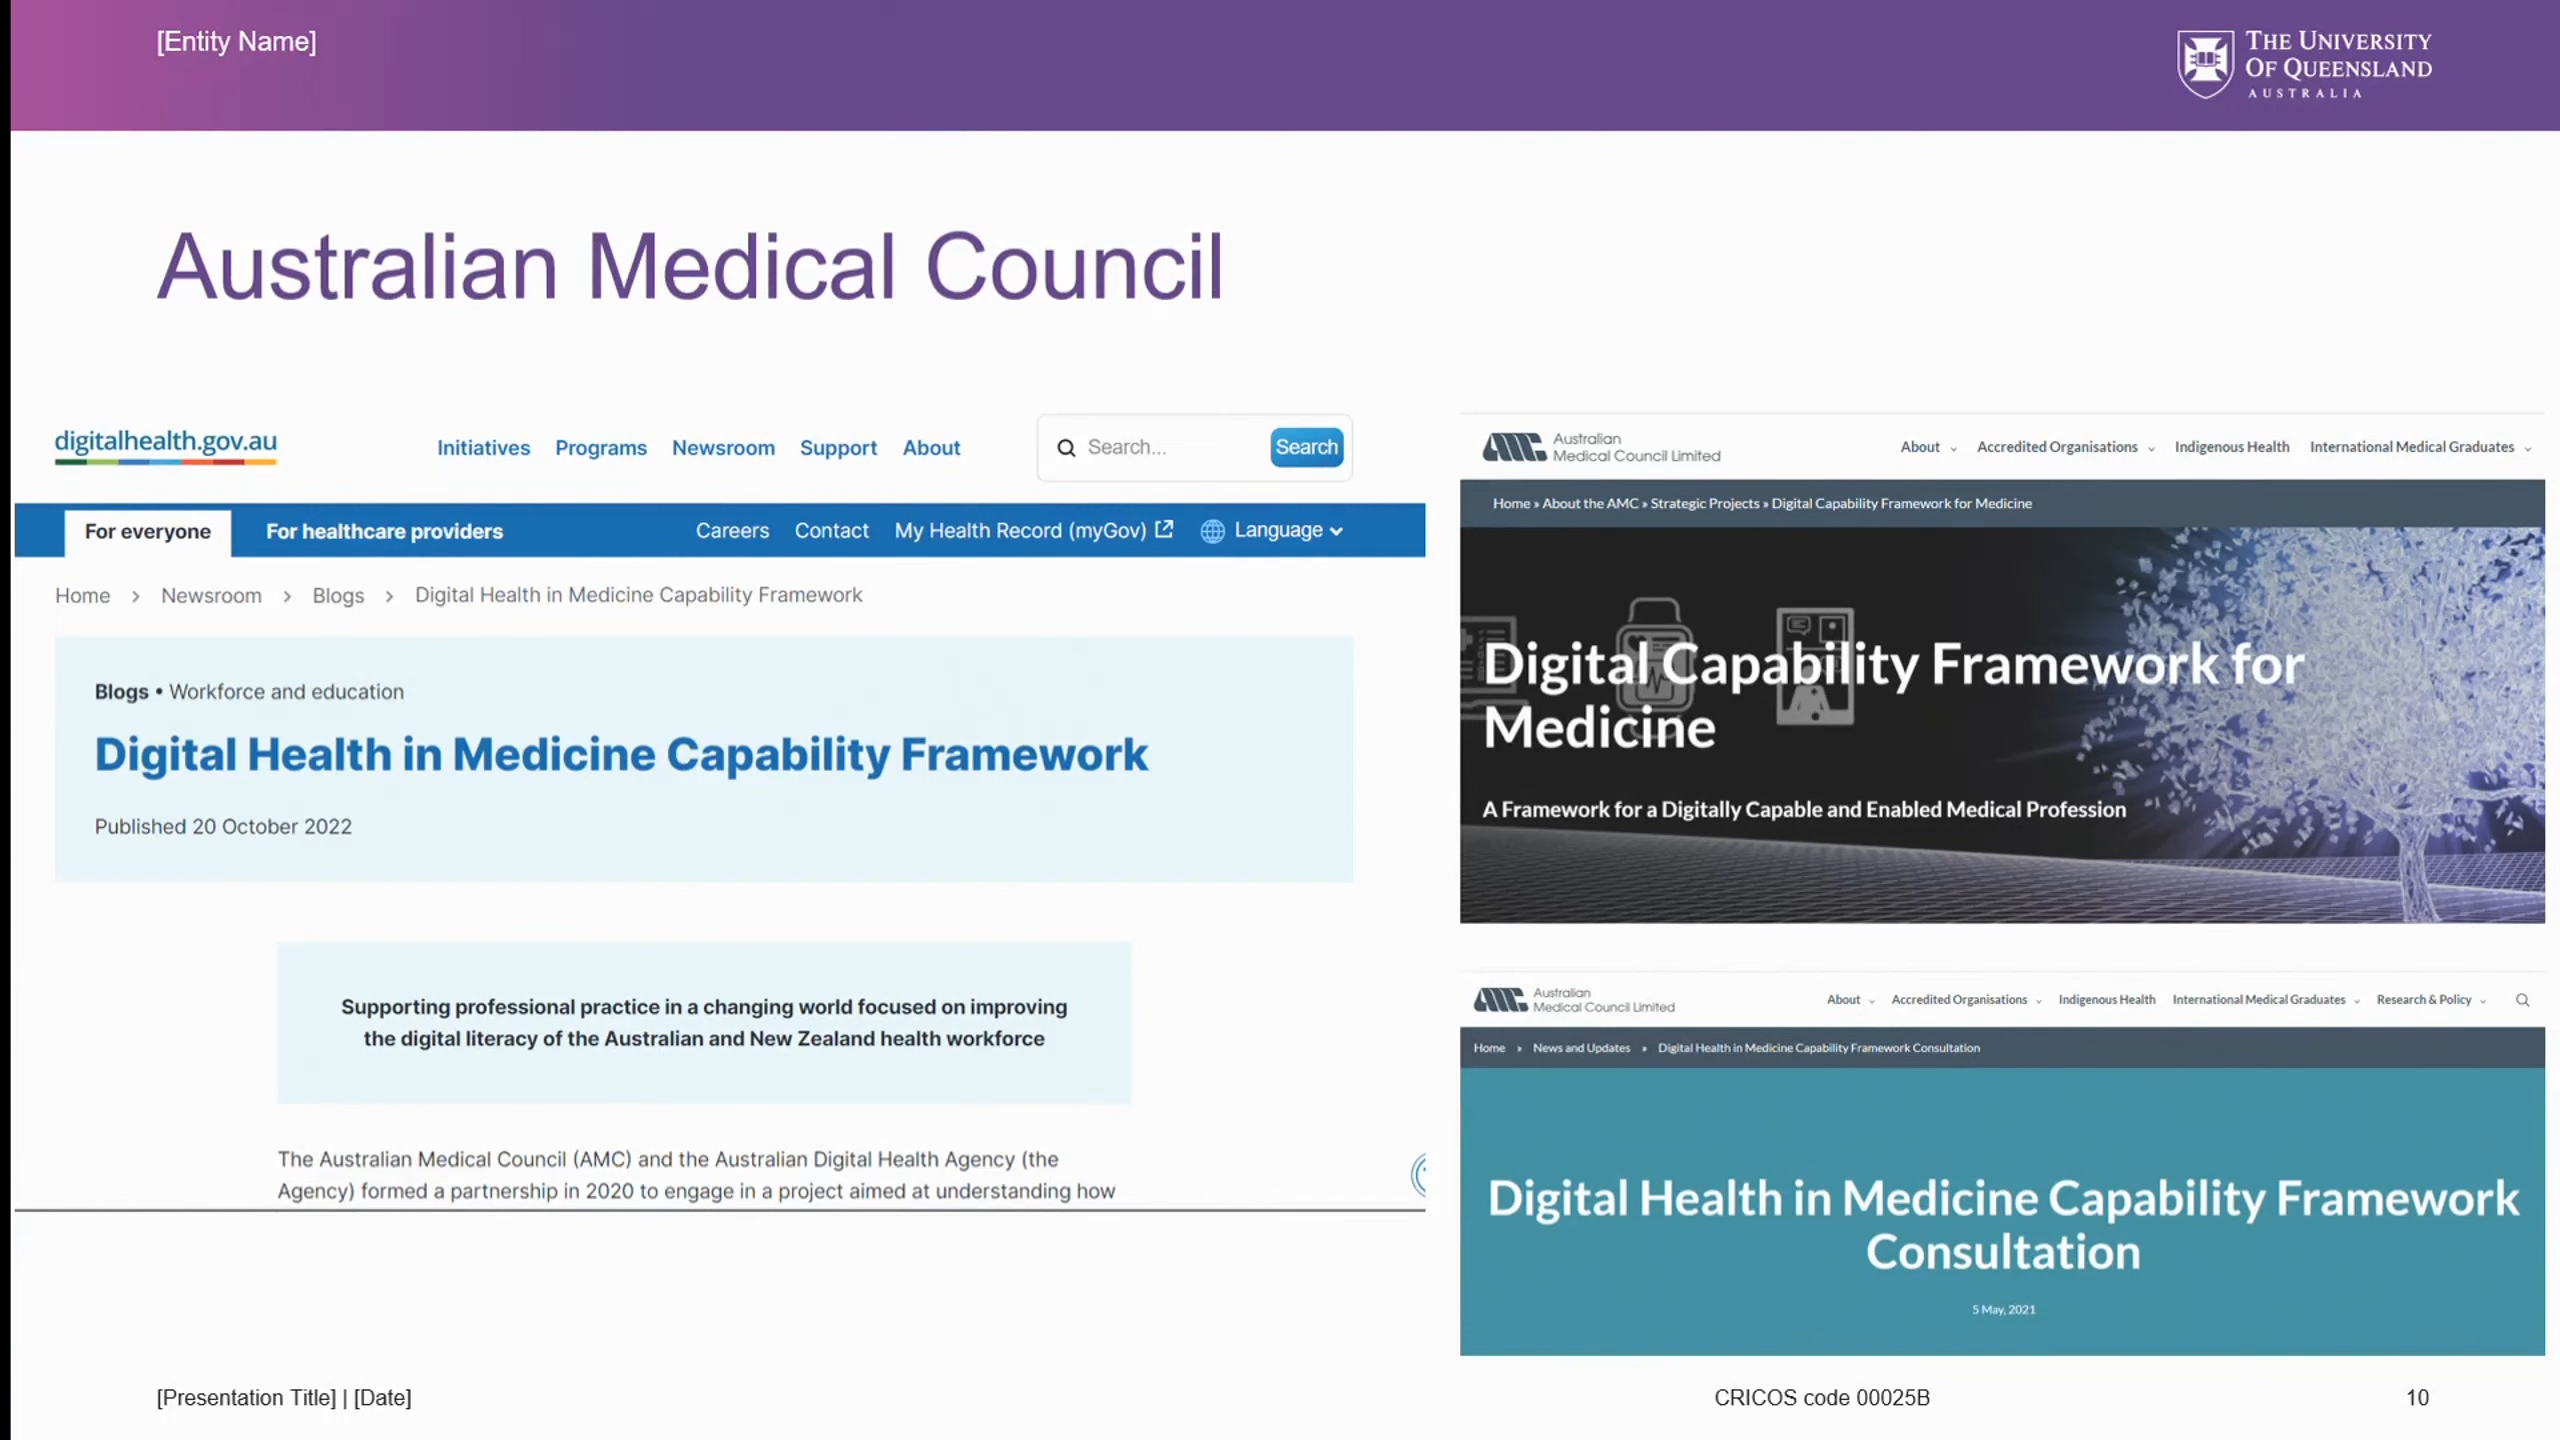 [Entity Name]
THE UNIVERSITY
OF QUEENSLAND
AUSTRALIA
Australian Medical Council
digitalhealth.gov.au
Initiatives Programs Newsroom Support About
Search... Search
For everyone For healthcare providers Careers Contact My Health Record (myGov) Language
Home > Newsroom > Blogs > Digital Health in Medicine Capability Framework
Blogs • Workforce and education
Digital Health in Medicine Capability Framework
Published 20 October 2022
Supporting professional practice in a changing world focused on improving
the digital literacy of the Australian and New Zealand health workforce
The Australian Medical Council (AMC) and the Australian Digital Health Agency (the
Agency) formed a partnership in 2020 to engage in a project aimed at understanding how
AMC Australian
Medical Council Limited
About Accredited Organisations Indigenous Health International Medical Graduates
Home » About the AMC » Strategic Projects » Digital Capability Framework for Medicine
Digital Capability Framework for
Medicine
A Framework for a Digitally Capable and Enabled Medical Profession
AMC Australian
Medical Council Limited
About Accredited Organisations Indigenous Health International Medical Graduates Research & Policy
Home » News and Updates » Digital Health in Medicine Capability Framework Consultation
Digital Health in Medicine Capability Framework
Consultation
5 May, 2021
[Presentation Title] | [Date]
CRICOS code 00025B
10